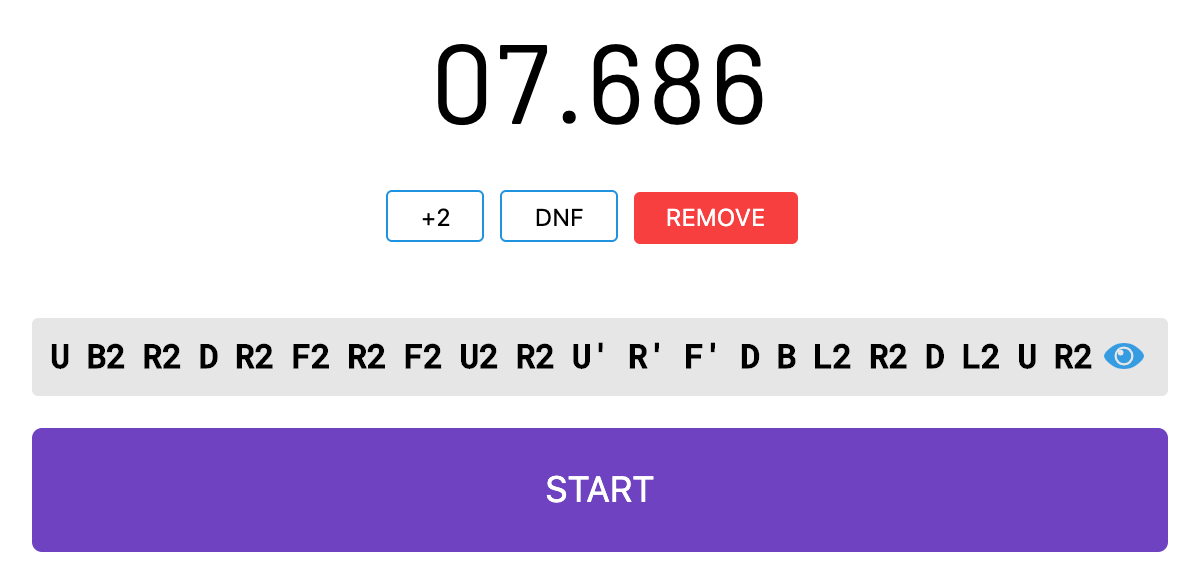 07.686
+2 DNF REMOVE
U B2 R2 D R2 F2 R2 F2 U2 R2 U' R' F' D B L2 R2 D L2 U R2
START